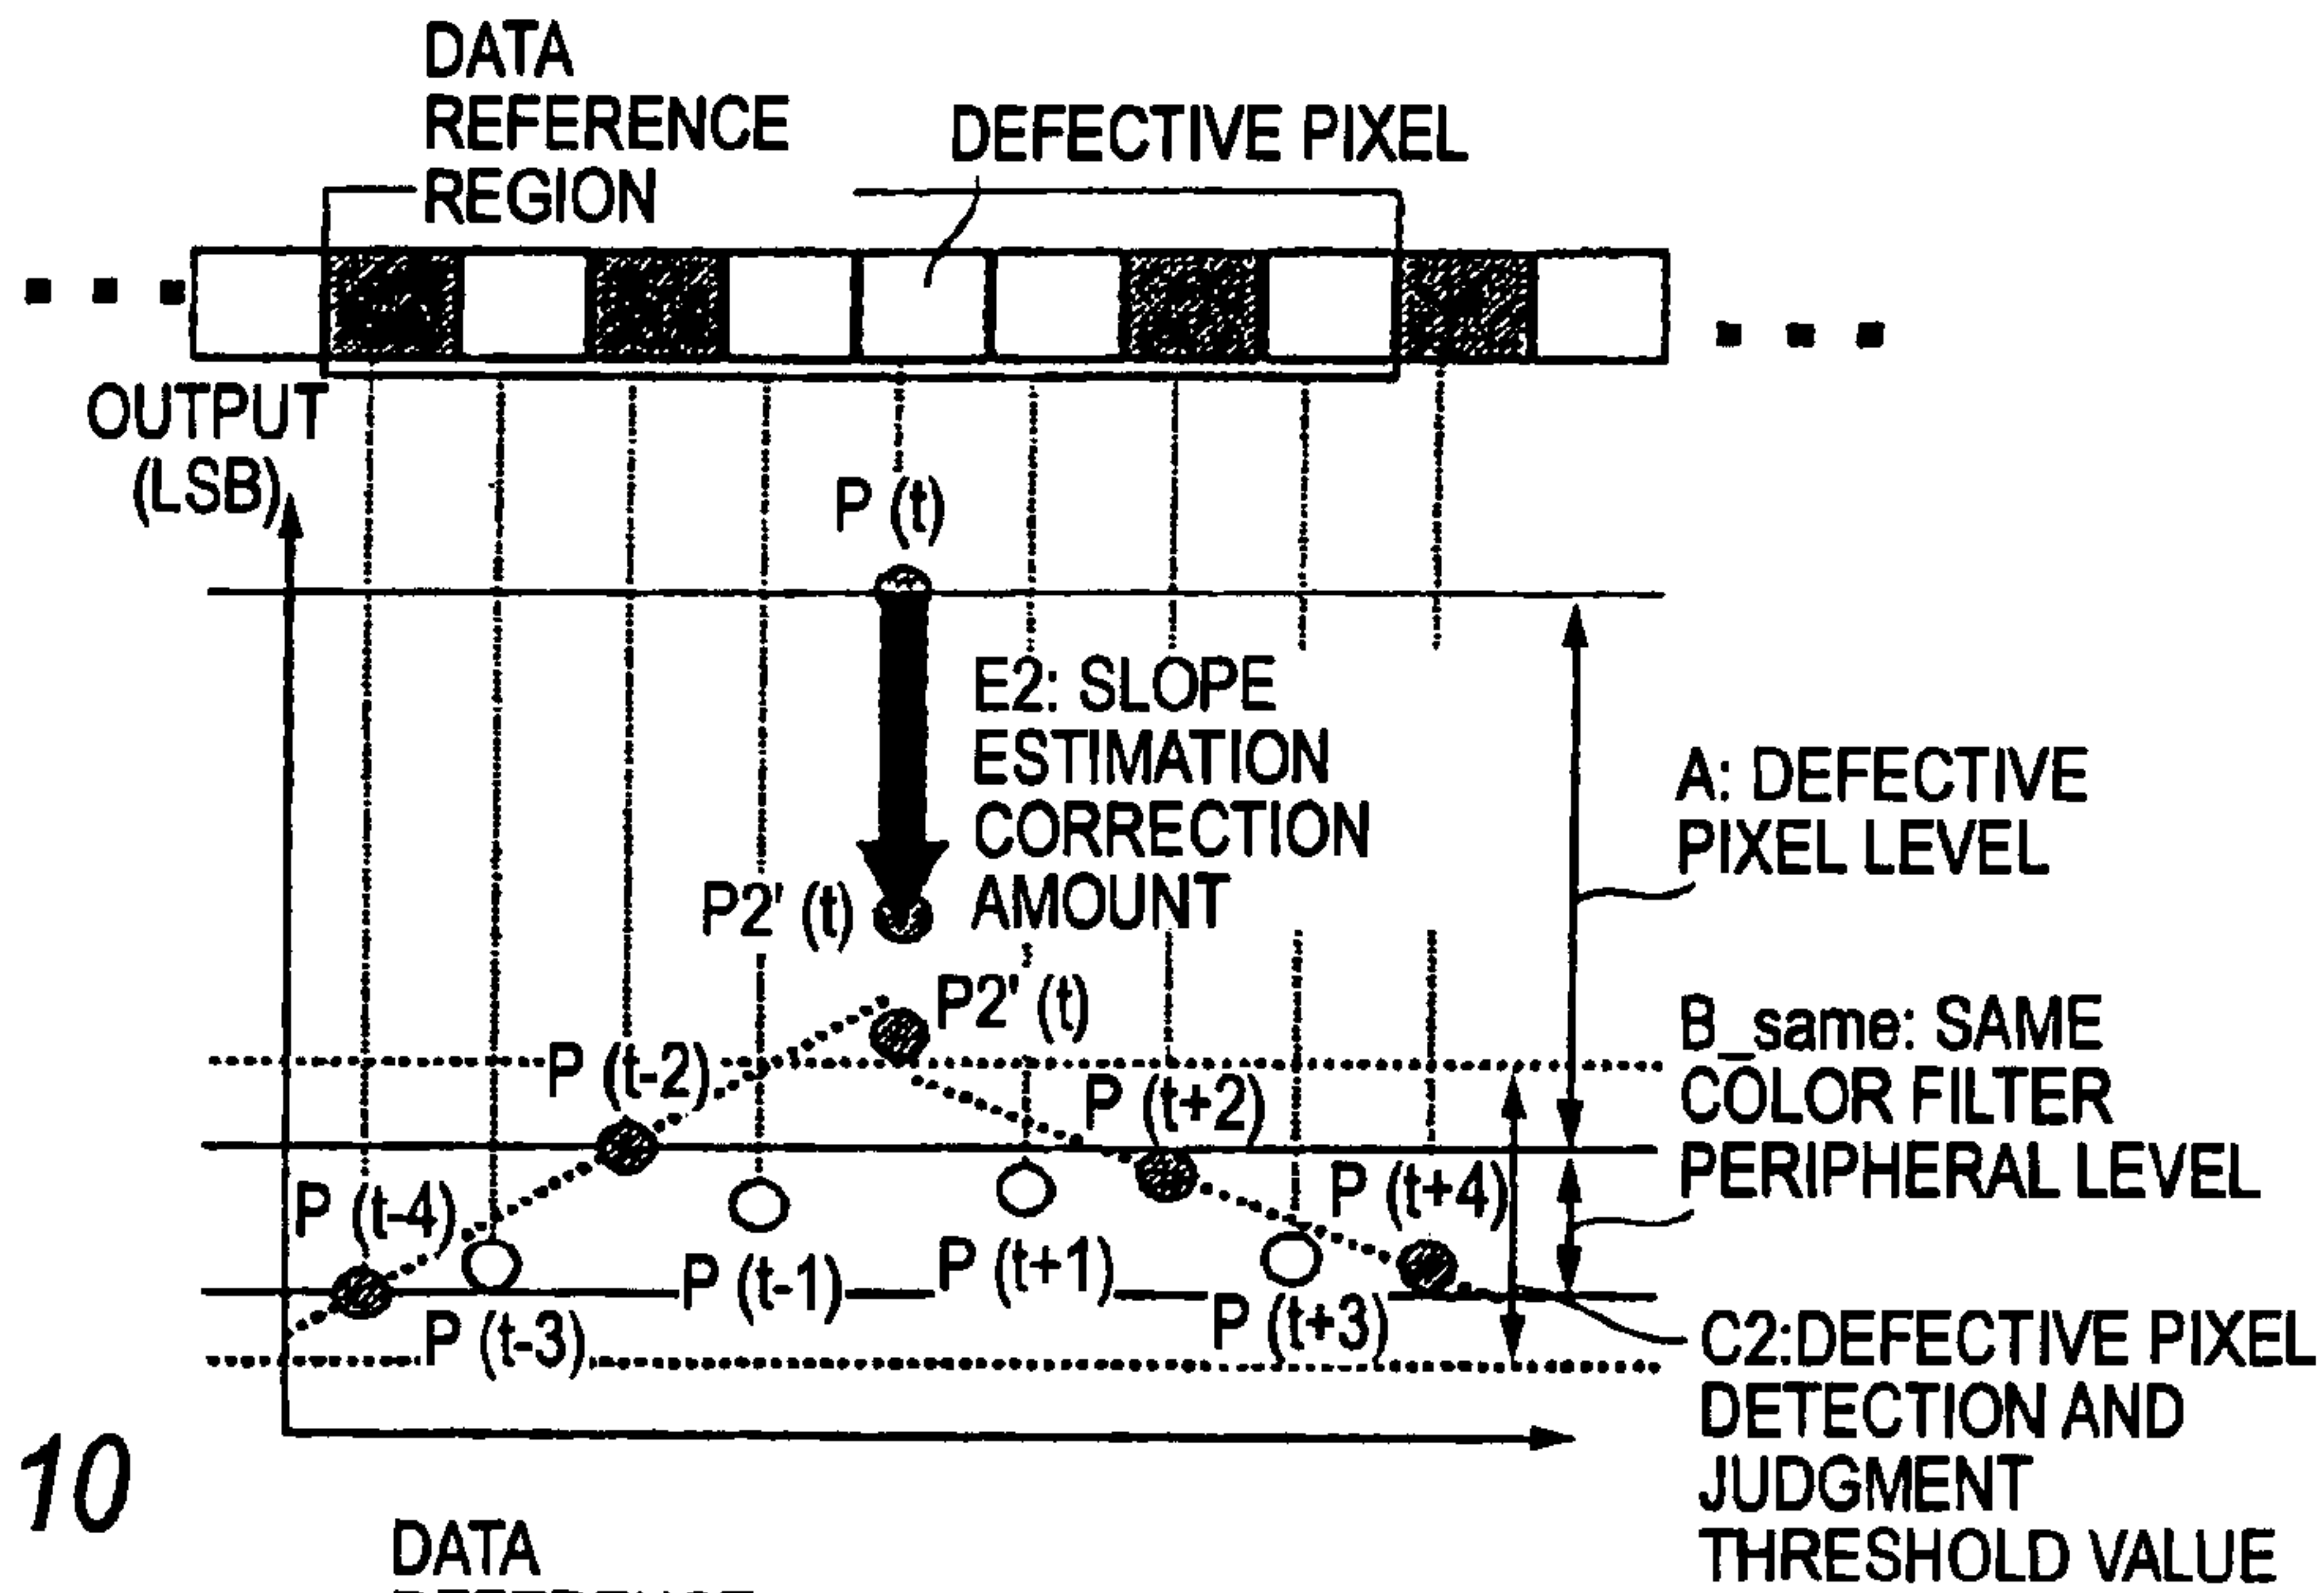 DATA
REFERENCE
REGION
DEFECTIVE PIXEL
OUTPUT
(LSB)
P (t)
E2: SLOPE
ESTIMATION
CORRECTION
AMOUNT
A: DEFECTIVE
PIXEL LEVEL
P2' (t)
P2' (t)
B_same: SAME
COLOR FILTER
PERIPHERAL LEVEL
P (t-2)
P (t+2)
P (t-4)
P (t+4)
P (t-1)
P (t+1)
P (t-3)
P (t+3)
C2:DEFECTIVE PIXEL
DETECTION AND
JUDGMENT
THRESHOLD VALUE
10
DATA